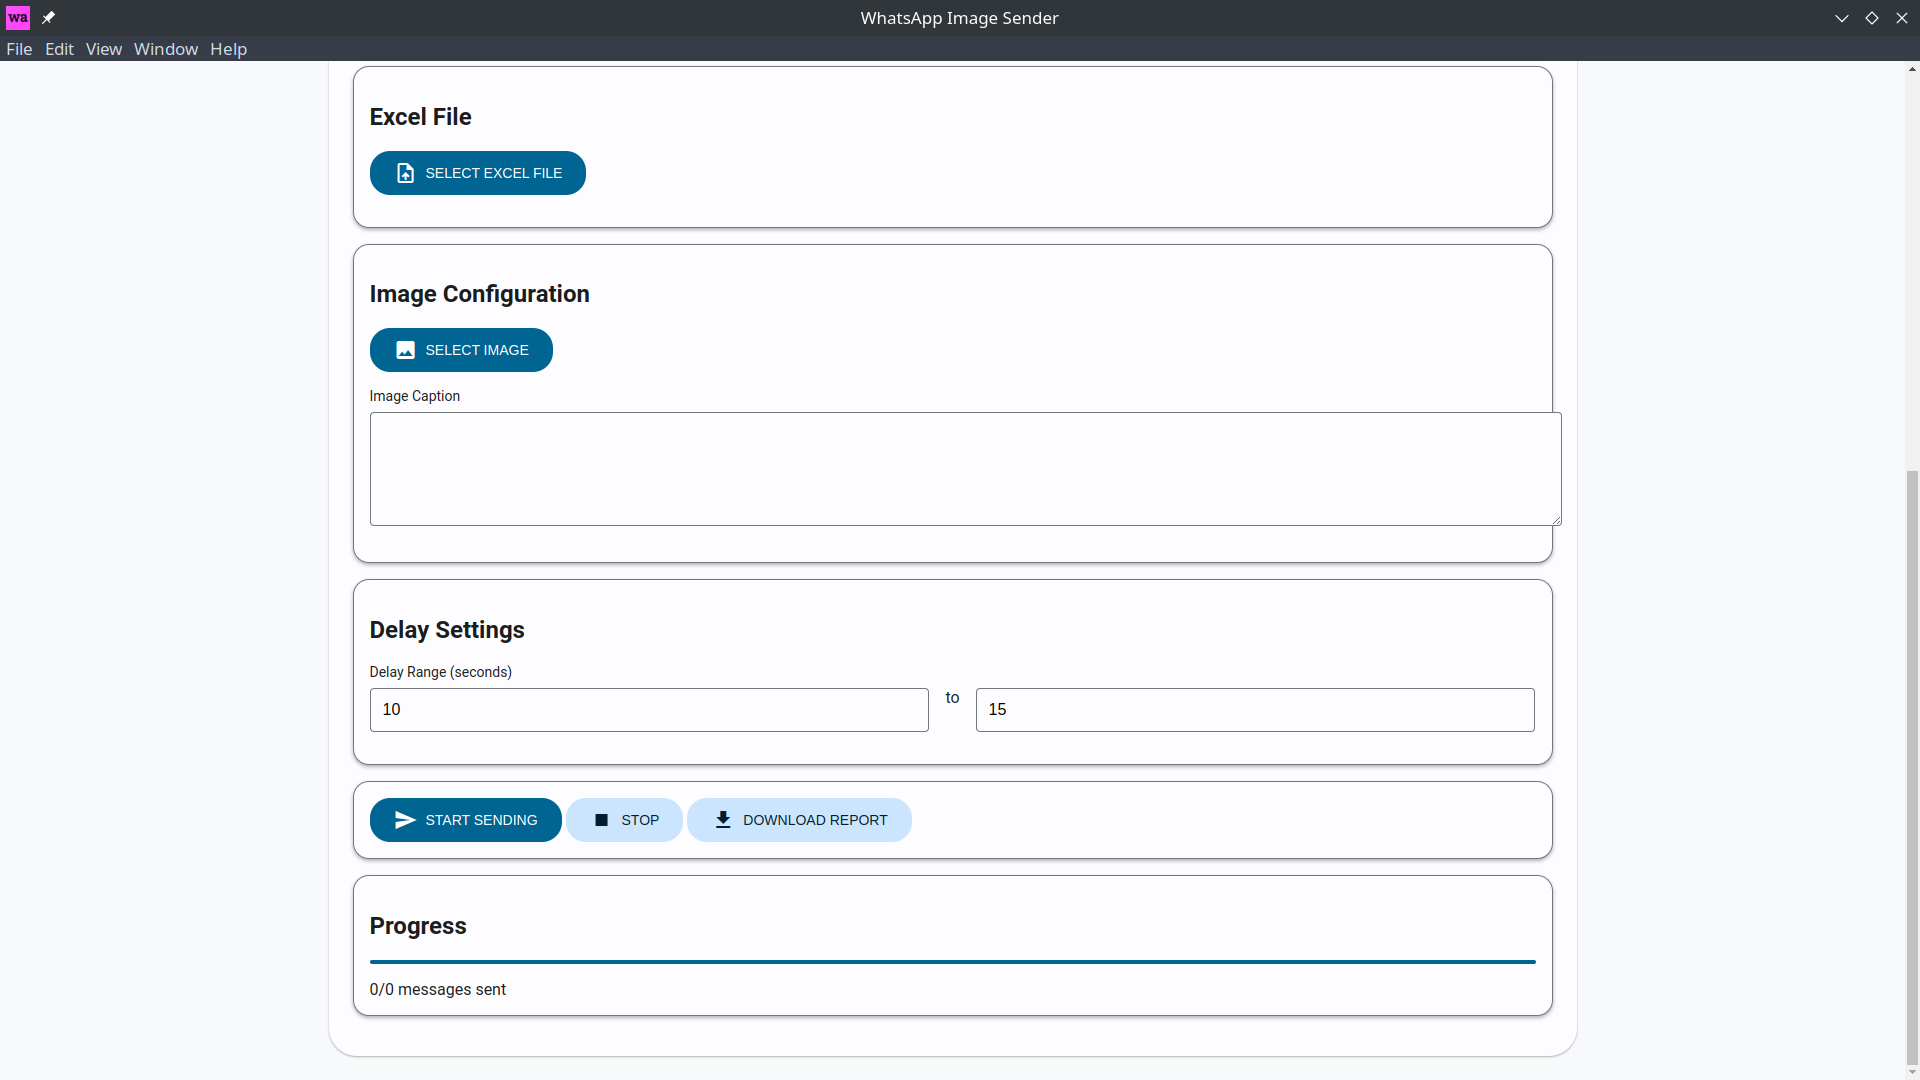 wa
WhatsApp Image Sender
File Edit View Window Help
Excel File
SELECT EXCEL FILE
Image Configuration
SELECT IMAGE
Image Caption
Delay Settings
Delay Range (seconds)
10 to 15
START SENDING STOP DOWNLOAD REPORT
Progress
0/0 messages sent